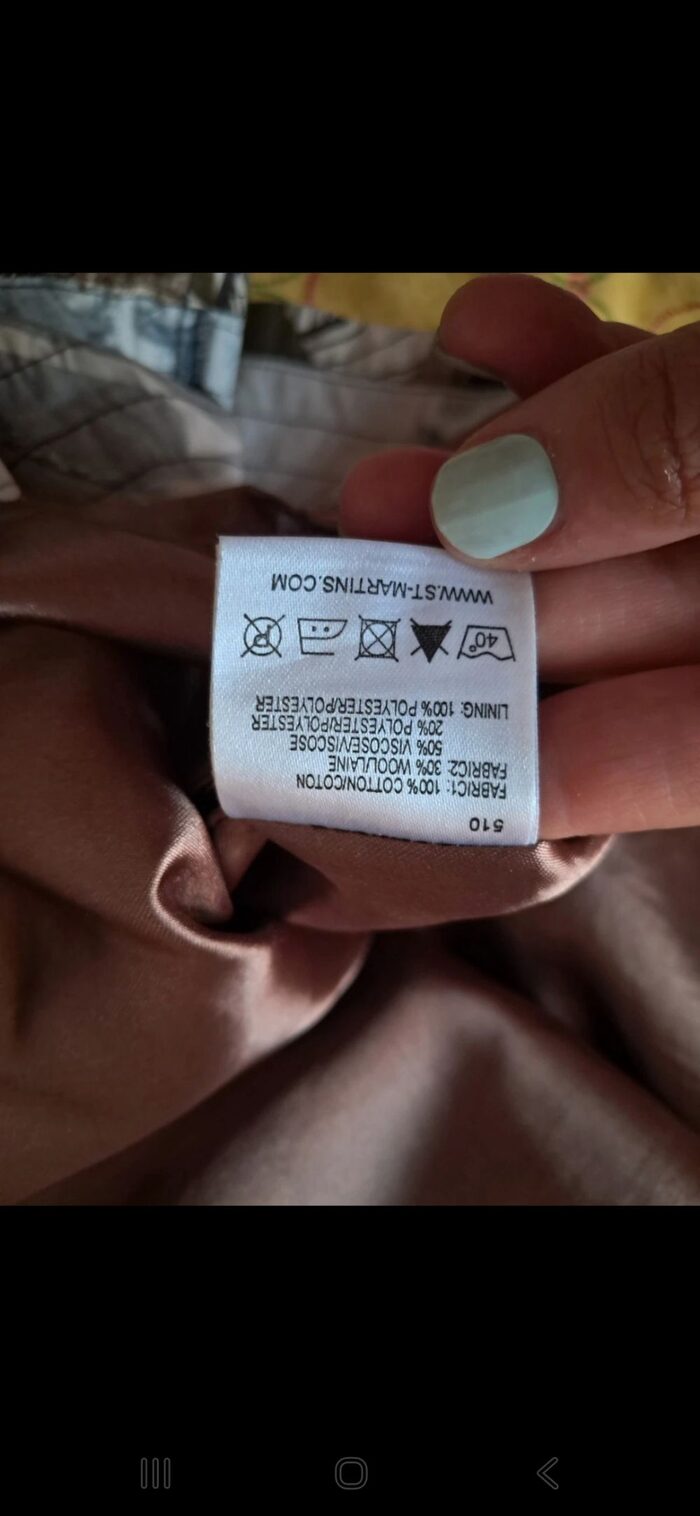 510
FABRIC1: 100% COTTON/COTON
FABRIC2: 30% WOOL/LAINE
50% VISCOSE/VISCOSE
20% POLYESTER/POLYESTER
LINING: 100% POLYESTER/POLYESTER
40°
P
WWW.ST-MARTINS.COM